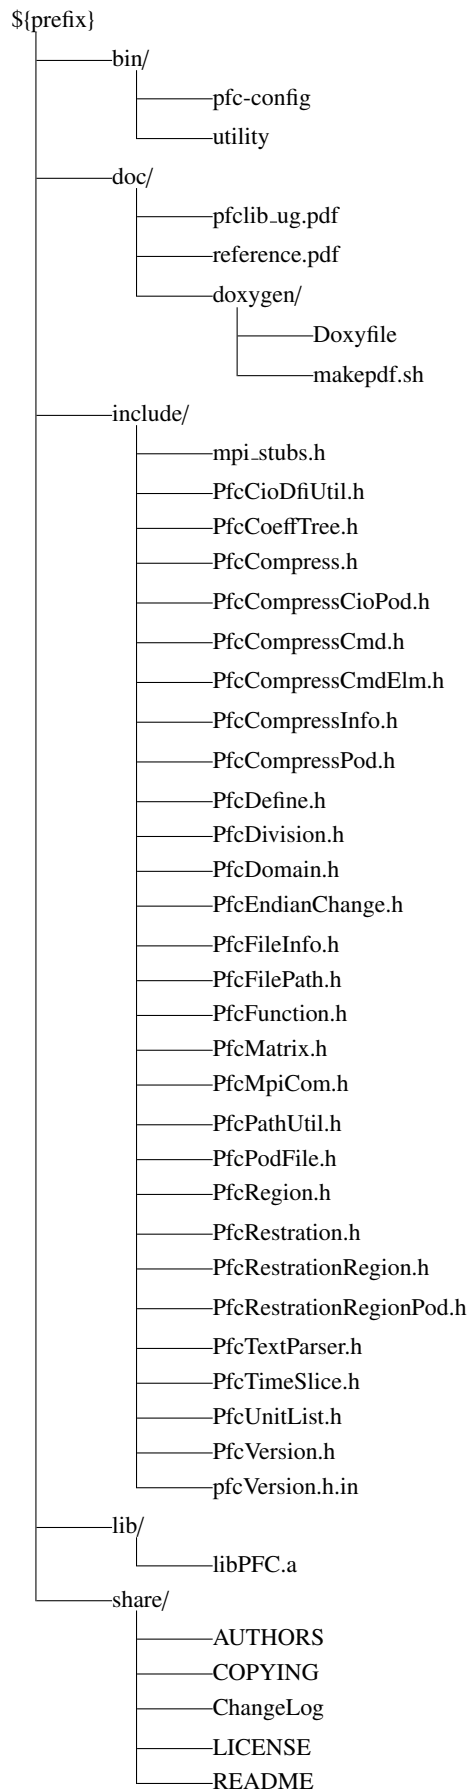 ${prefix}
bin/
pfc-config
utility
doc/
pfclib_ug.pdf
reference.pdf
doxygen/
Doxyfile
makepdf.sh
include/
mpi_stubs.h
PfcCioDfiUtil.h
PfcCoeffTree.h
PfcCompress.h
PfcCompressCioPod.h
PfcCompressCmd.h
PfcCompressCmdElm.h
PfcCompressInfo.h
PfcCompressPod.h
PfcDefine.h
PfcDivision.h
PfcDomain.h
PfcEndianChange.h
PfcFileInfo.h
PfcFilePath.h
PfcFunction.h
PfcMatrix.h
PfcMpiCom.h
PfcPathUtil.h
PfcPodFile.h
PfcRegion.h
PfcRestration.h
PfcRestrationRegion.h
PfcRestrationRegionPod.h
PfcTextParser.h
PfcTimeSlice.h
PfcUnitList.h
PfcVersion.h
pfcVersion.h.in
lib/
libPFC.a
share/
AUTHORS
COPYING
ChangeLog
LICENSE
README